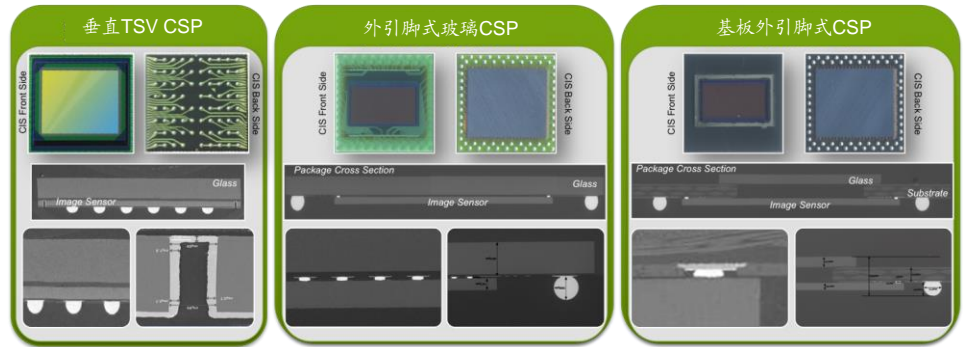 垂直TSV CSP
CIS Front Side
CIS Back Side
Glass
Image Sensor
外引脚式玻璃CSP
CIS Front Side
CIS Back Side
Package Cross Section
Glass
Image Sensor
基板外引脚式CSP
CIS Front Side
CIS Back Side
Package Cross Section
Glass
Substrate
Image Sensor